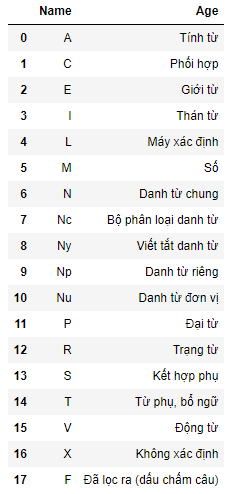 Name Age
0 A Tính từ
1 C Phối hợp
2 E Giới từ
3 I Thán từ
4 L Máy xác định
5 M Số
6 N Danh từ chung
7 Nc Bộ phân loại danh từ
8 Ny Viết tắt danh từ
9 Np Danh từ riêng
10 Nu Danh từ đơn vị
11 P Đại từ
12 R Trạng từ
13 S Kết hợp phụ
14 T Từ phụ, bổ ngữ
15 V Động từ
16 X Không xác định
17 F Đã lọc ra (dấu chấm câu)